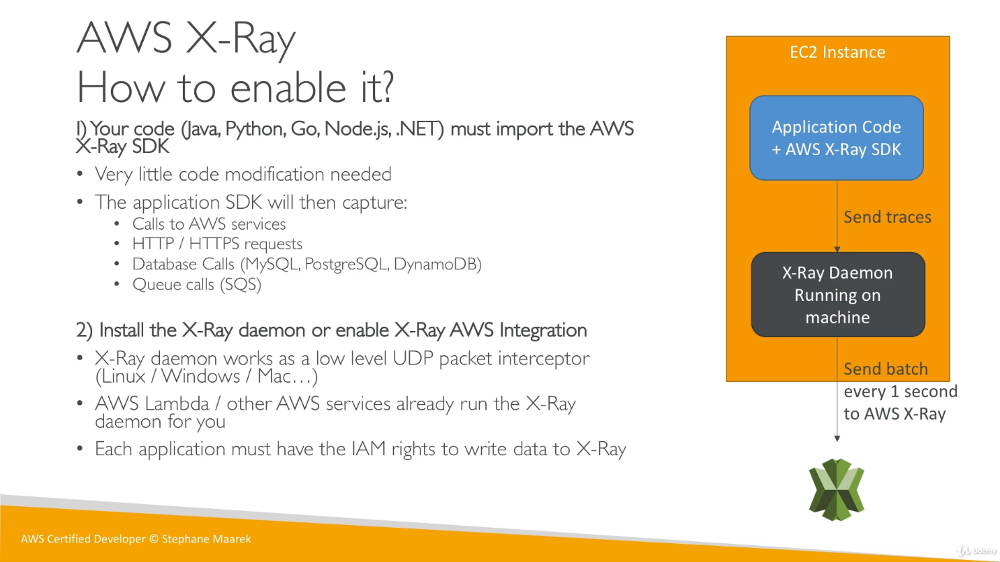 AWS X-Ray
How to enable it?
1) Your code (Java, Python, Go, Node.js, .NET) must import the AWS
X-Ray SDK
• Very little code modification needed
• The application SDK will then capture:
• Calls to AWS services
• HTTP / HTTPS requests
• Database Calls (MySQL, PostgreSQL, DynamoDB)
• Queue calls (SQS)
2) Install the X-Ray daemon or enable X-Ray AWS Integration
• X-Ray daemon works as a low level UDP packet interceptor
(Linux / Windows / Mac…)
• AWS Lambda / other AWS services already run the X-Ray
daemon for you
• Each application must have the IAM rights to write data to X-Ray
EC2 Instance
Application Code
+ AWS X-Ray SDK
Send traces
X-Ray Daemon
Running on
machine
Send batch
every 1 second
to AWS X-Ray
AWS Certified Developer © Stephane Maarek
Udemy